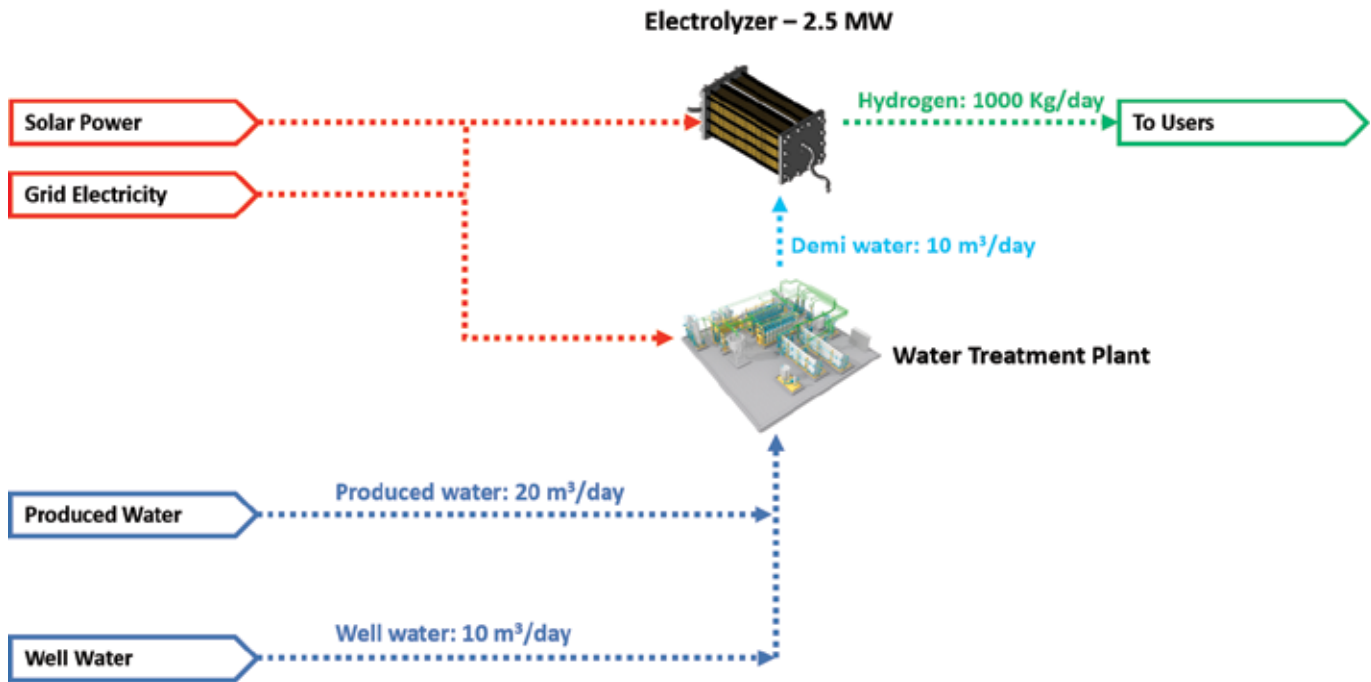 Electrolyzer – 2.5 MW
Solar Power
Hydrogen: 1000 Kg/day
To Users
Grid Electricity
Demi water: 10 m³/day
Water Treatment Plant
Produced water: 20 m³/day
Produced Water
Well water: 10 m³/day
Well Water